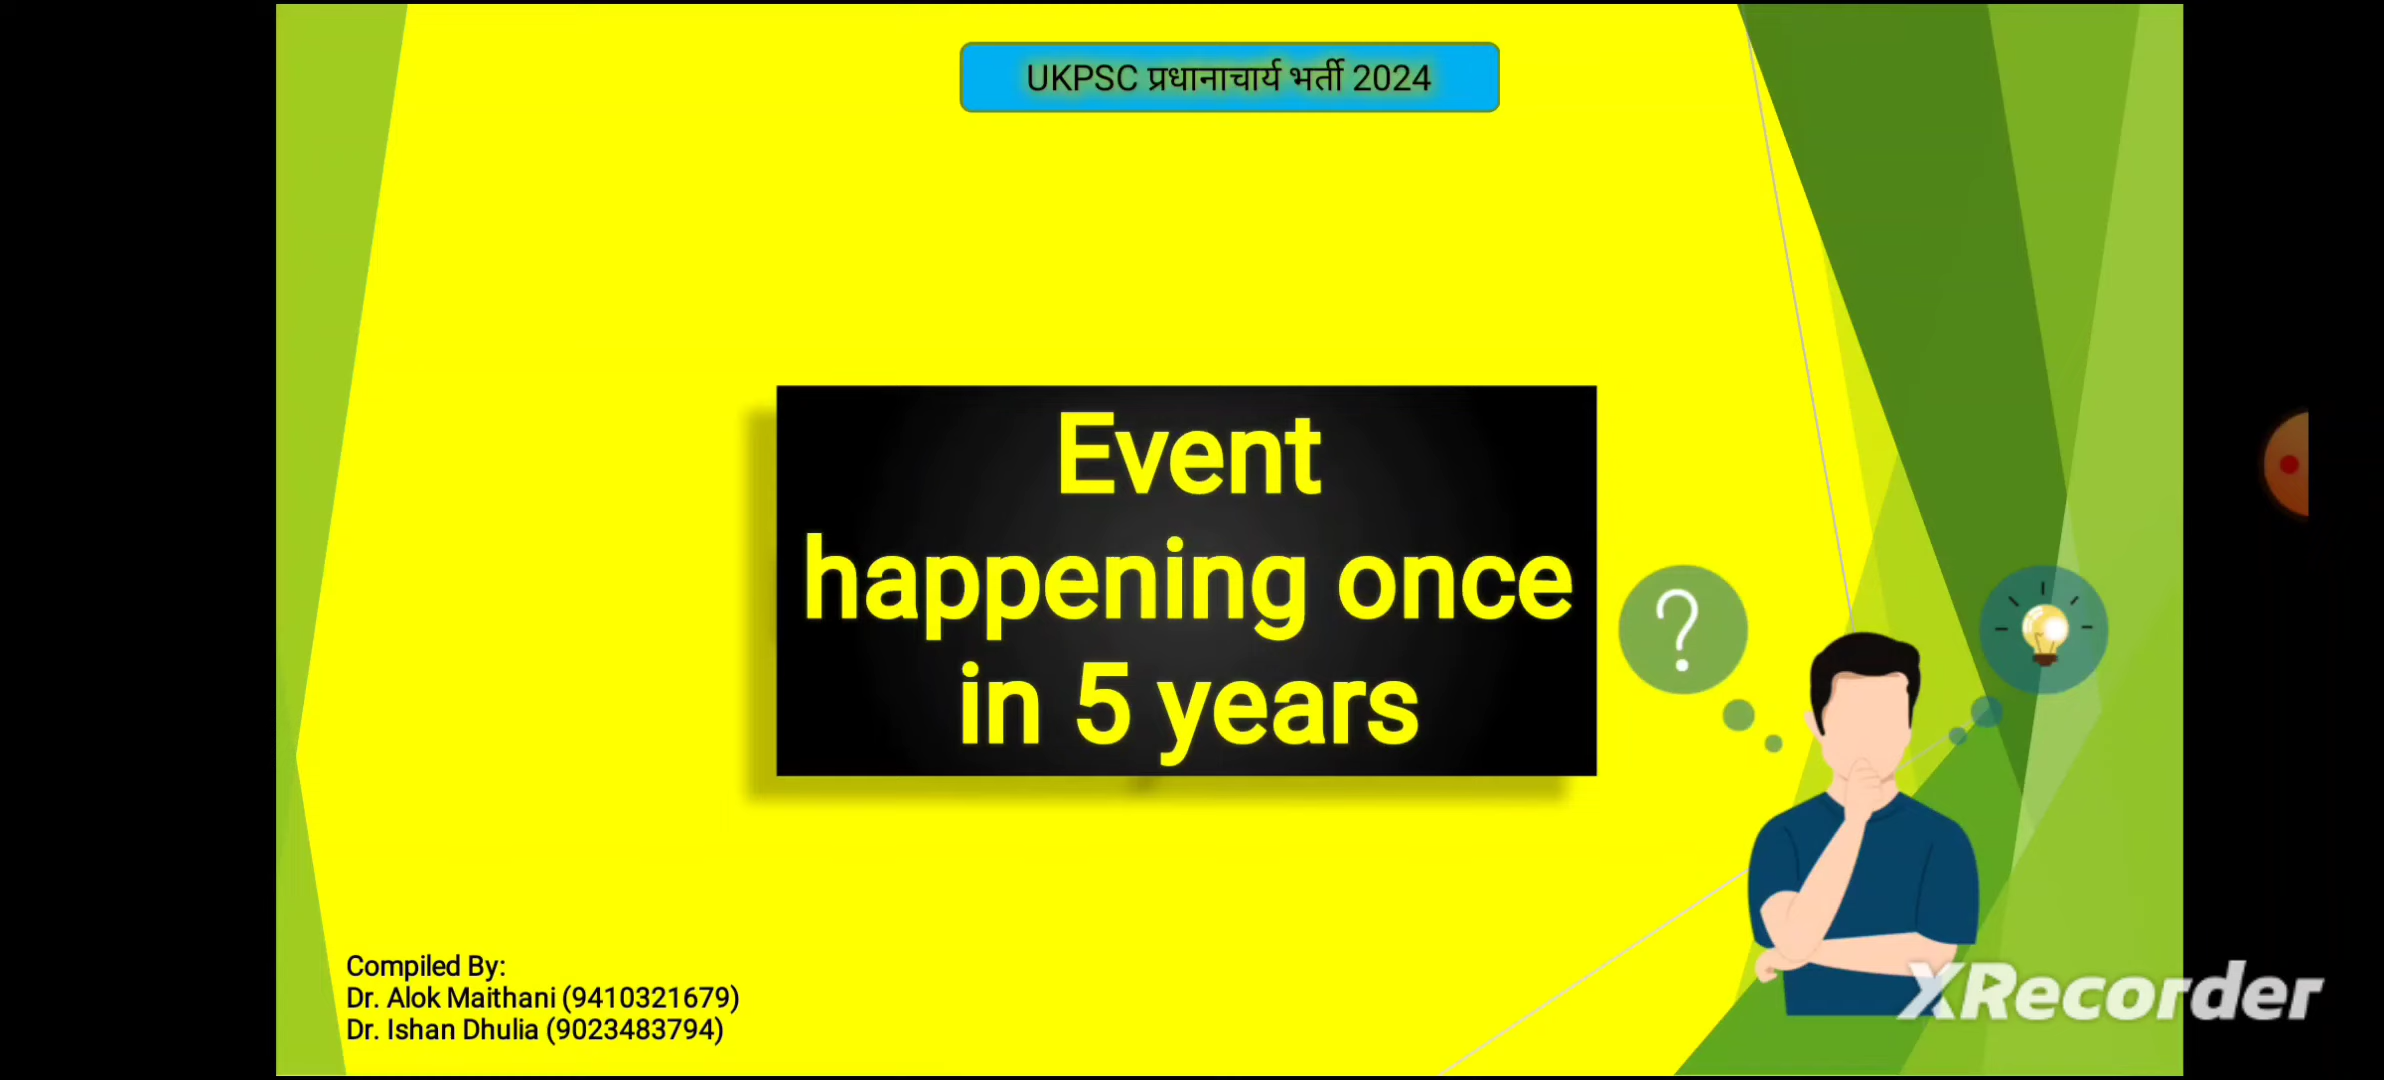 UKPSC प्रधानाचार्य भर्ती 2024
Event
happening once
in 5 years
?
Compiled By:
Dr. Alok Maithani (9410321679)
Dr. Ishan Dhulia (9023483794)
XRecorder